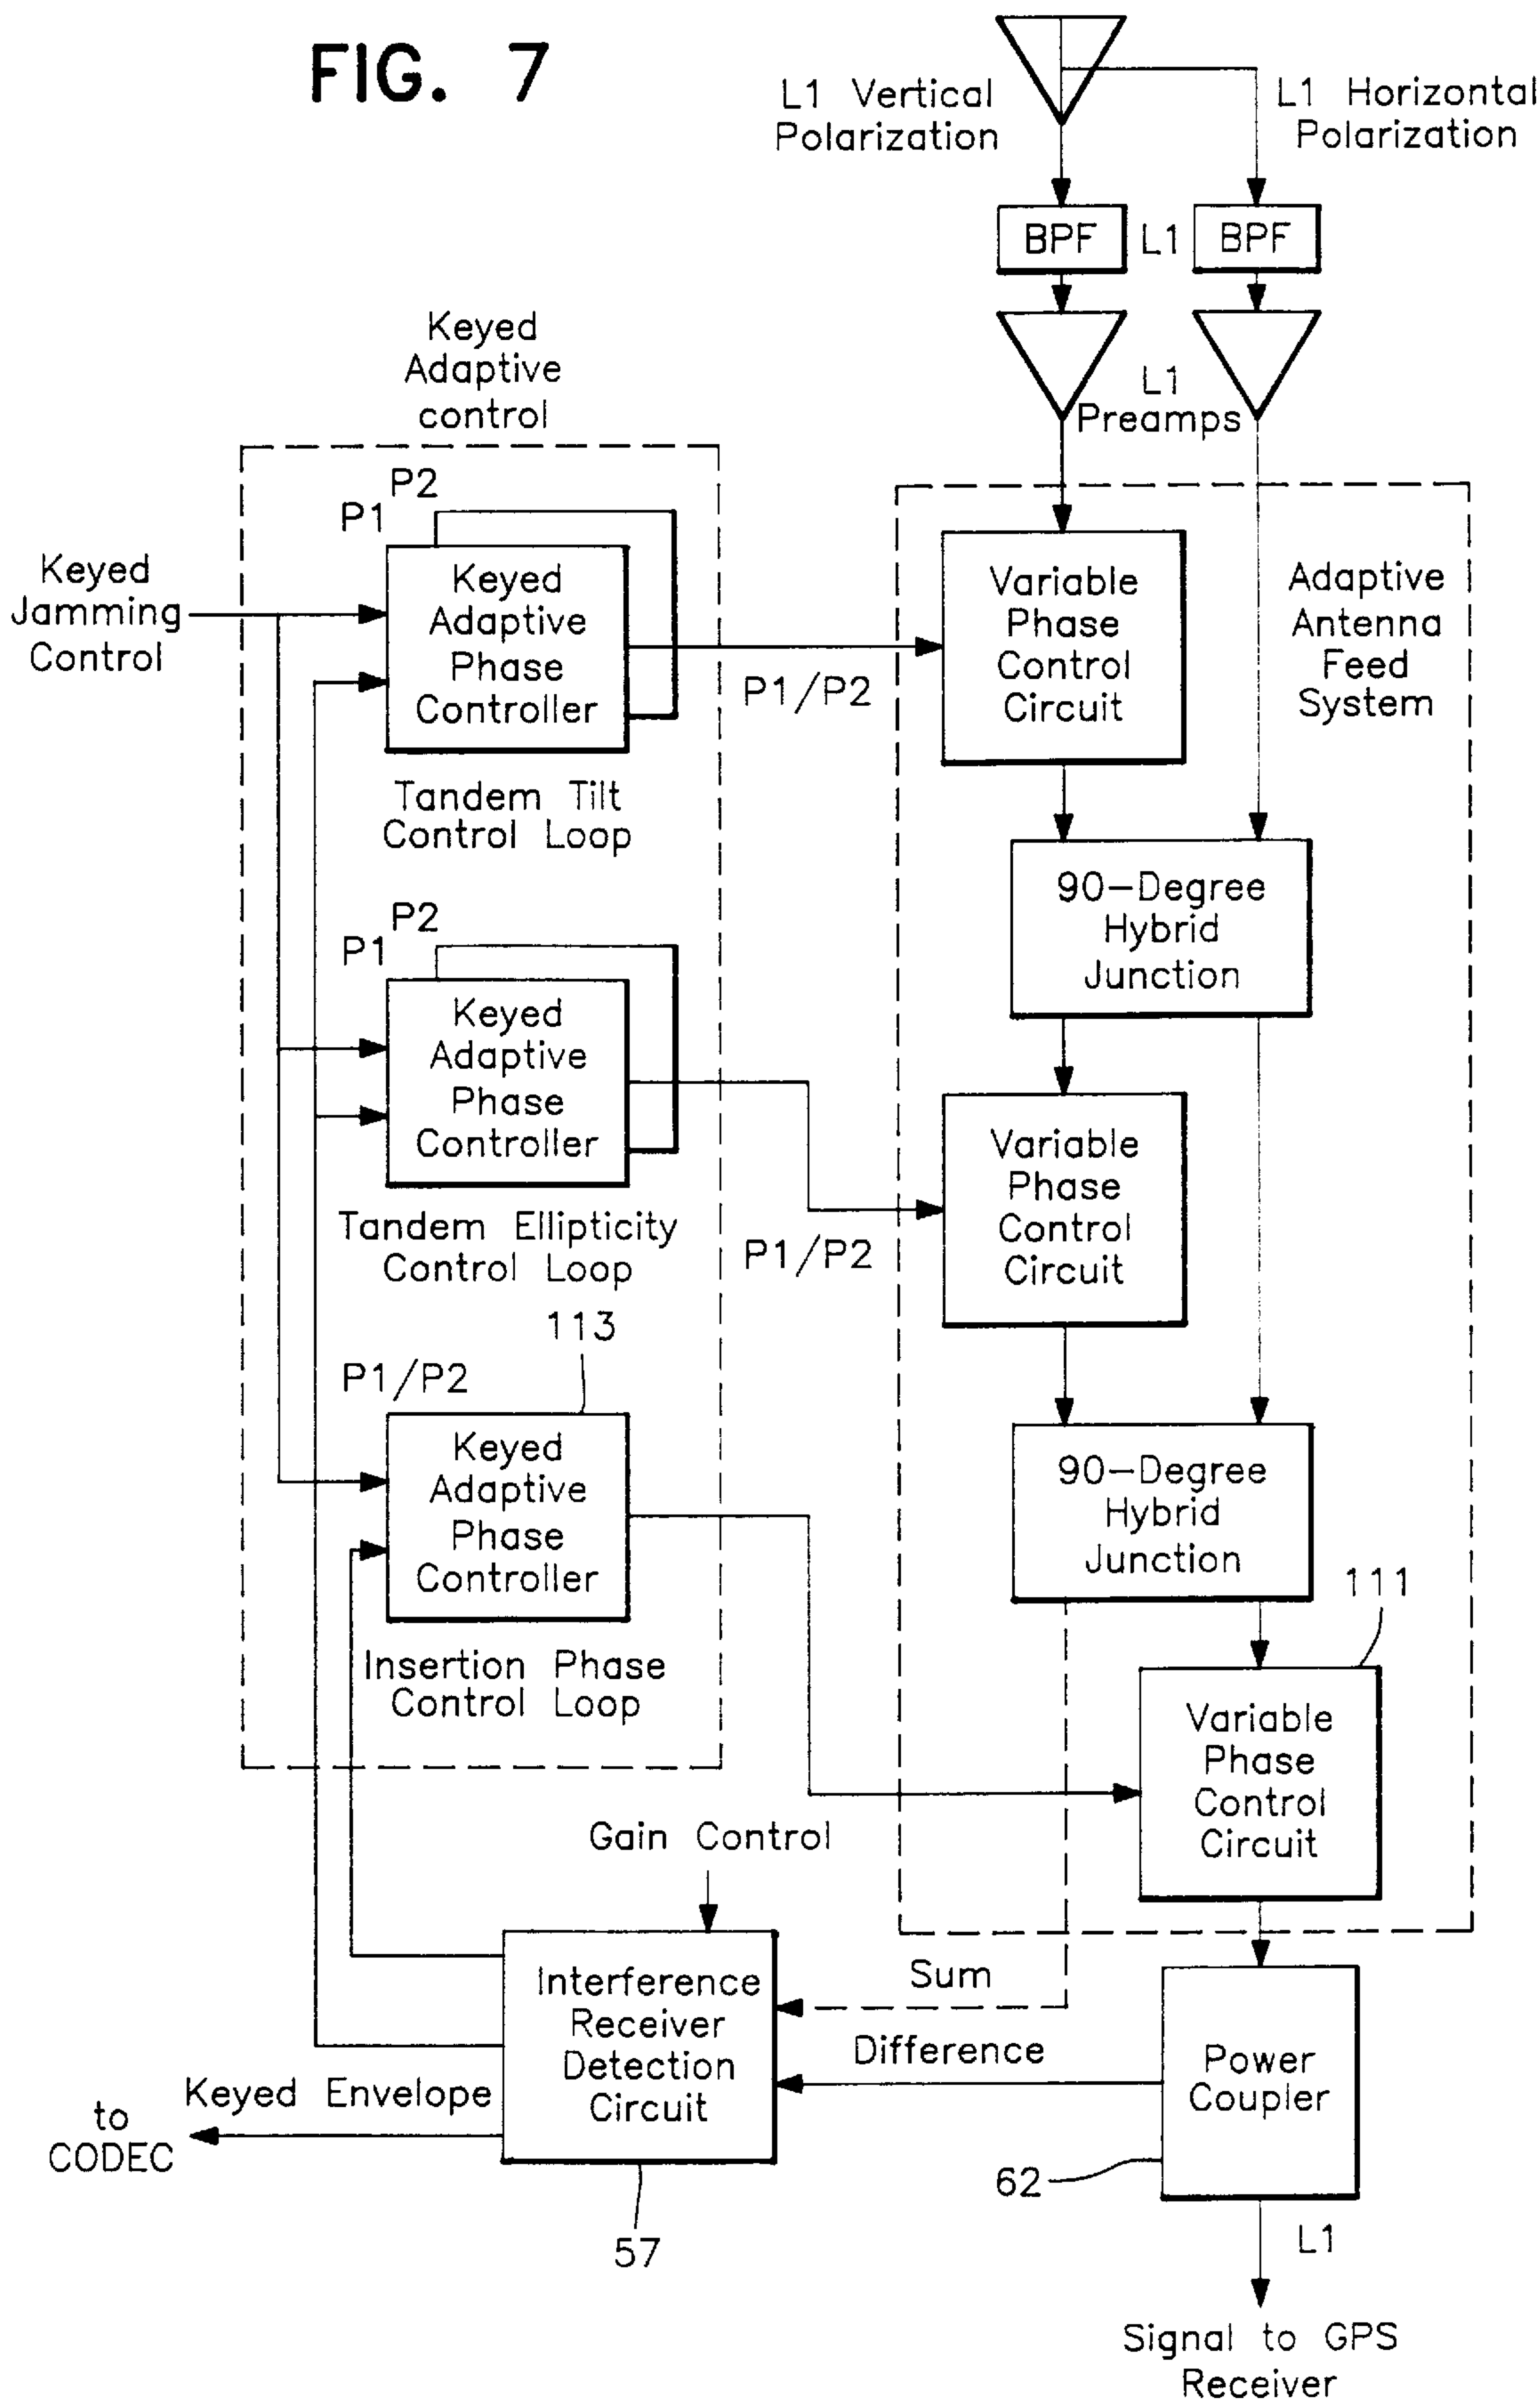 FIG. 7
L1 Vertical
Polarization
L1 Horizontal
Polarization
BPF
L1
BPF
L1
Preamps
Keyed
Adaptive
control
P2
P1
Keyed
Jamming
Control
Keyed
Adaptive
Phase
Controller
P1/P2
Variable
Phase
Control
Circuit
Adaptive
Antenna
Feed
System
Tandem Tilt
Control Loop
90-Degree
Hybrid
Junction
P2
P1
Keyed
Adaptive
Phase
Controller
Variable
Phase
Control
Circuit
Tandem Ellipticity
Control Loop
P1/P2
113
P1/P2
Keyed
Adaptive
Phase
Controller
90-Degree
Hybrid
Junction
111
Insertion Phase
Control Loop
Variable
Phase
Control
Circuit
Gain Control
Sum
Interference
Receiver
Detection
Circuit
Difference
Power
Coupler
Keyed Envelope
to
CODEC
62
57
L1
Signal to GPS
Receiver